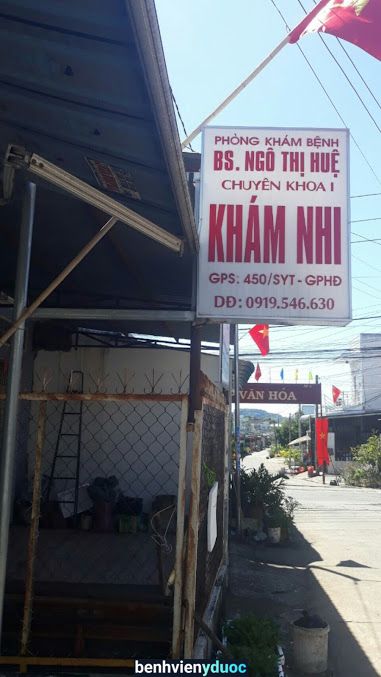 PHÒNG KHÁM BỆNH
BS. NGÔ THỊ HUỆ
CHUYÊN KHOA I
KHÁM NHI
GPS: 450/SYT - GPHĐ
DĐ: 0919.546.630
VĂN HÓA
benhvienyduoc